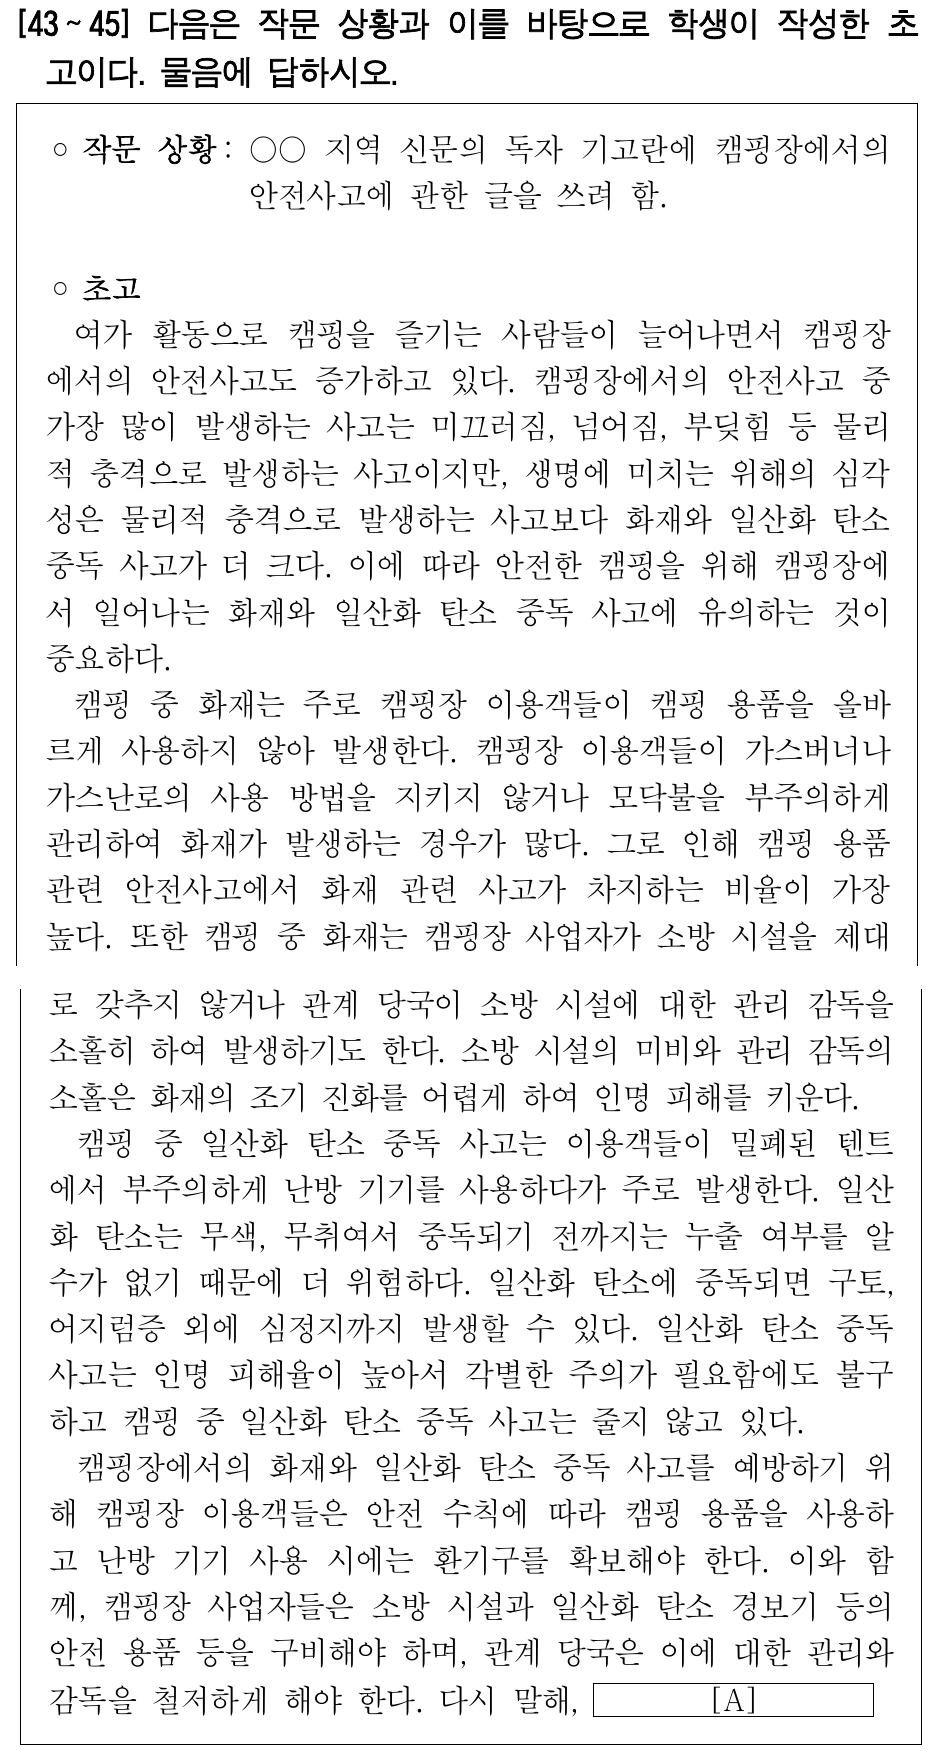 [43~45] 다음은 작문 상황과 이를 바탕으로 학생이 작성한 초
고이다. 물음에 답하시오.
○ 작문 상황: ○○ 지역 신문의 독자 기고란에 캠핑장에서의
안전사고에 관한 글을 쓰려 함.
○ 초고
여가 활동으로 캠핑을 즐기는 사람들이 늘어나면서 캠핑장
에서의 안전사고도 증가하고 있다. 캠핑장에서의 안전사고 중
가장 많이 발생하는 사고는 미끄러짐, 넘어짐, 부딪힘 등 물리
적 충격으로 발생하는 사고이지만, 생명에 미치는 위해의 심각
성은 물리적 충격으로 발생하는 사고보다 화재와 일산화 탄소
중독 사고가 더 크다. 이에 따라 안전한 캠핑을 위해 캠핑장에
서 일어나는 화재와 일산화 탄소 중독 사고에 유의하는 것이
중요하다.
캠핑 중 화재는 주로 캠핑장 이용객들이 캠핑 용품을 올바
르게 사용하지 않아 발생한다. 캠핑장 이용객들이 가스버너나
가스난로의 사용 방법을 지키지 않거나 모닥불을 부주의하게
관리하여 화재가 발생하는 경우가 많다. 그로 인해 캠핑 용품
관련 안전사고에서 화재 관련 사고가 차지하는 비율이 가장
높다. 또한 캠핑 중 화재는 캠핑장 사업자가 소방 시설을 제대
로 갖추지 않거나 관계 당국이 소방 시설에 대한 관리 감독을
소홀히 하여 발생하기도 한다. 소방 시설의 미비와 관리 감독의
소홀은 화재의 조기 진화를 어렵게 하여 인명 피해를 키운다.
캠핑 중 일산화 탄소 중독 사고는 이용객들이 밀폐된 텐트
에서 부주의하게 난방 기기를 사용하다가 주로 발생한다. 일산
화 탄소는 무색, 무취여서 중독되기 전까지는 누출 여부를 알
수가 없기 때문에 더 위험하다. 일산화 탄소에 중독되면 구토,
어지럼증 외에 심정지까지 발생할 수 있다. 일산화 탄소 중독
사고는 인명 피해율이 높아서 각별한 주의가 필요함에도 불구
하고 캠핑 중 일산화 탄소 중독 사고는 줄지 않고 있다.
캠핑장에서의 화재와 일산화 탄소 중독 사고를 예방하기 위
해 캠핑장 이용객들은 안전 수칙에 따라 캠핑 용품을 사용하
고 난방 기기 사용 시에는 환기구를 확보해야 한다. 이와 함
께, 캠핑장 사업자들은 소방 시설과 일산화 탄소 경보기 등의
안전 용품 등을 구비해야 하며, 관계 당국은 이에 대한 관리와
감독을 철저하게 해야 한다. 다시 말해, [A]